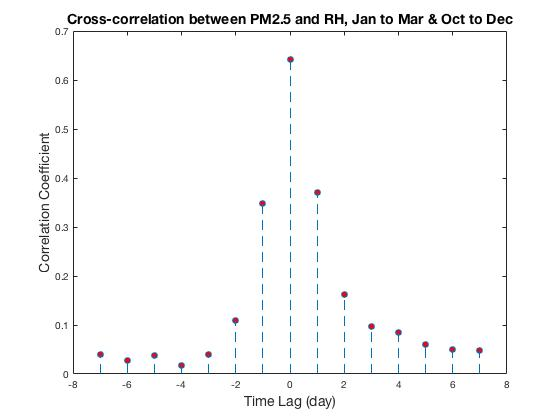 Cross-correlation between PM2.5 and RH, Jan to Mar & Oct to Dec
0.7
0.6
0.5
0.4
0.3
0.2
0.1
0
Correlation Coefficient
-8 -6 -4 -2 0 2 4 6 8
Time Lag (day)